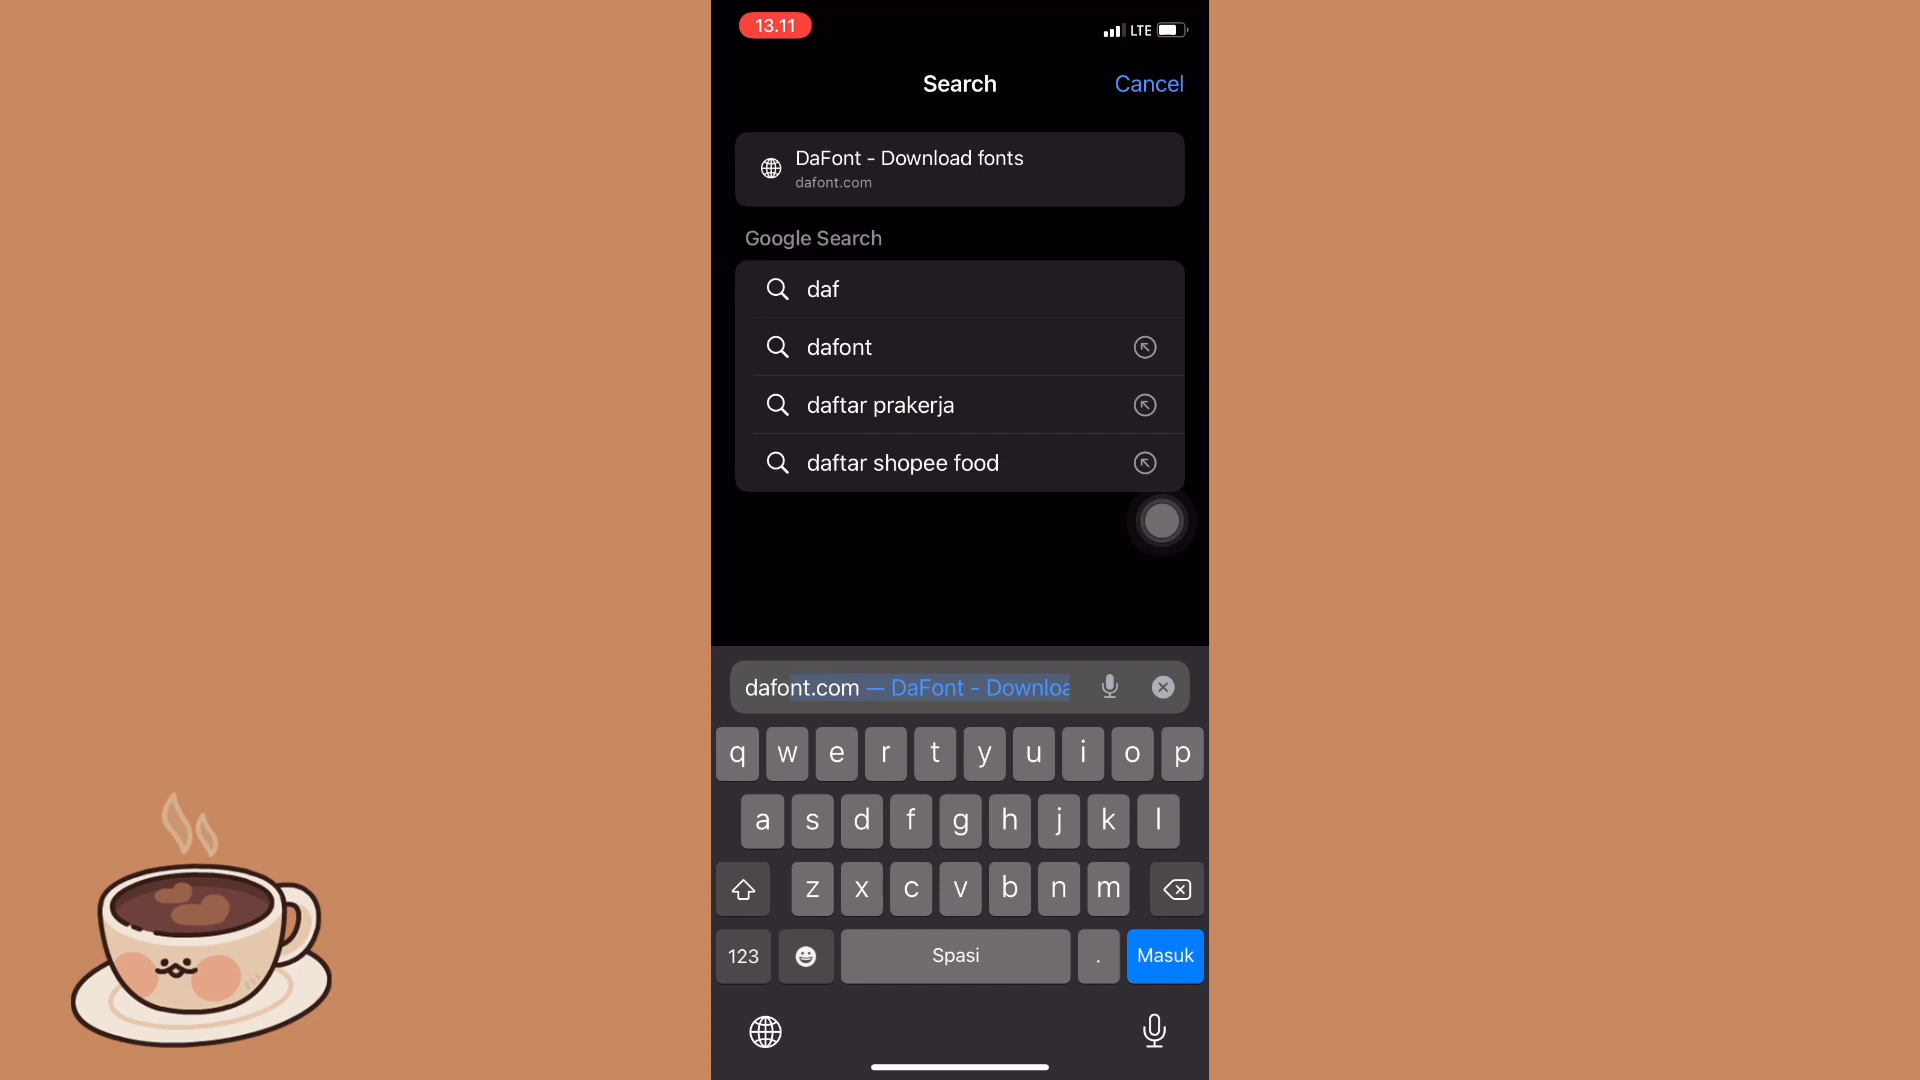 13.11
LTE
Search
Cancel
DaFont - Download fonts
dafont.com
Google Search
daf
dafont
daftar prakerja
daftar shopee food
dafont.com — DaFont - Downloa
q w e r t y u i o p
a s d f g h j k l
z x c v b n m
123
Spasi
.
Masuk